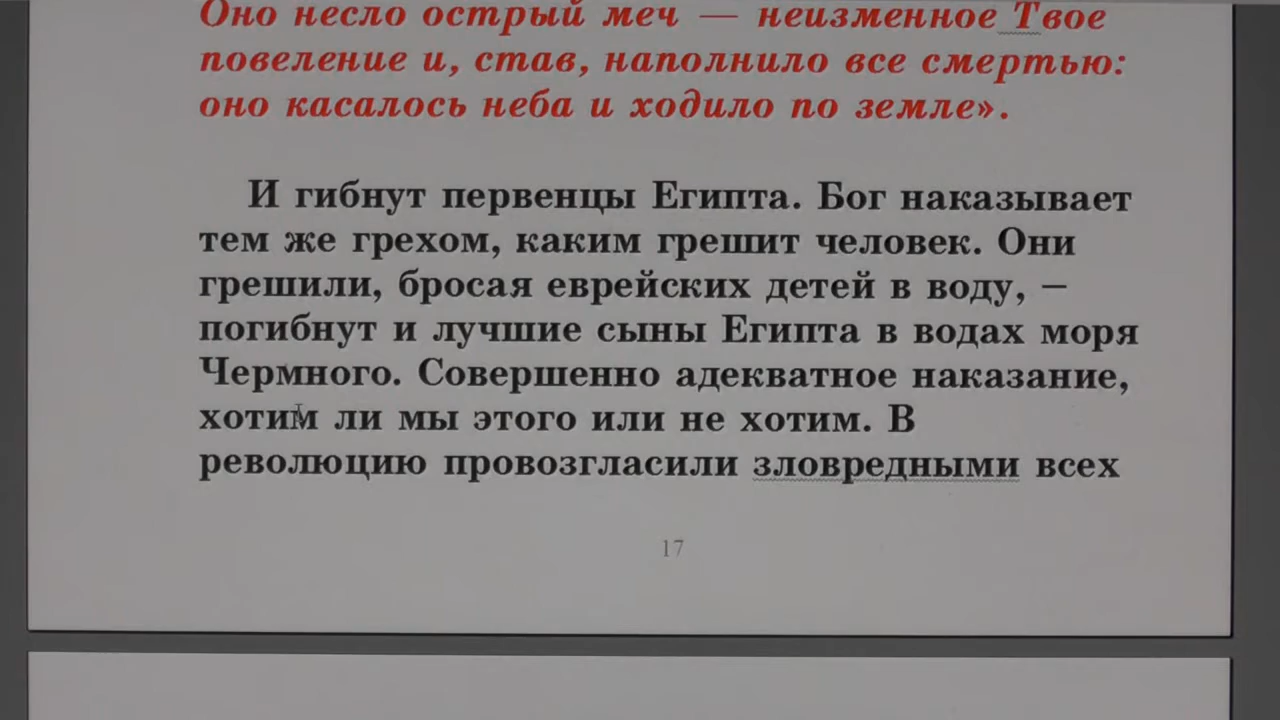 Оно несло острый меч — неизменное Твое
повеление и, став, наполнило все смертью:
оно касалось неба и ходило по земле».
И гибнут первенцы Египта. Бог наказывает
тем же грехом, каким грешит человек. Они
грешили, бросая еврейских детей в воду, –
погибнут и лучшие сыны Египта в водах моря
Чермного. Совершенно адекватное наказание,
хотим ли мы этого или не хотим. В
революцию провозгласили зловредными всех
17